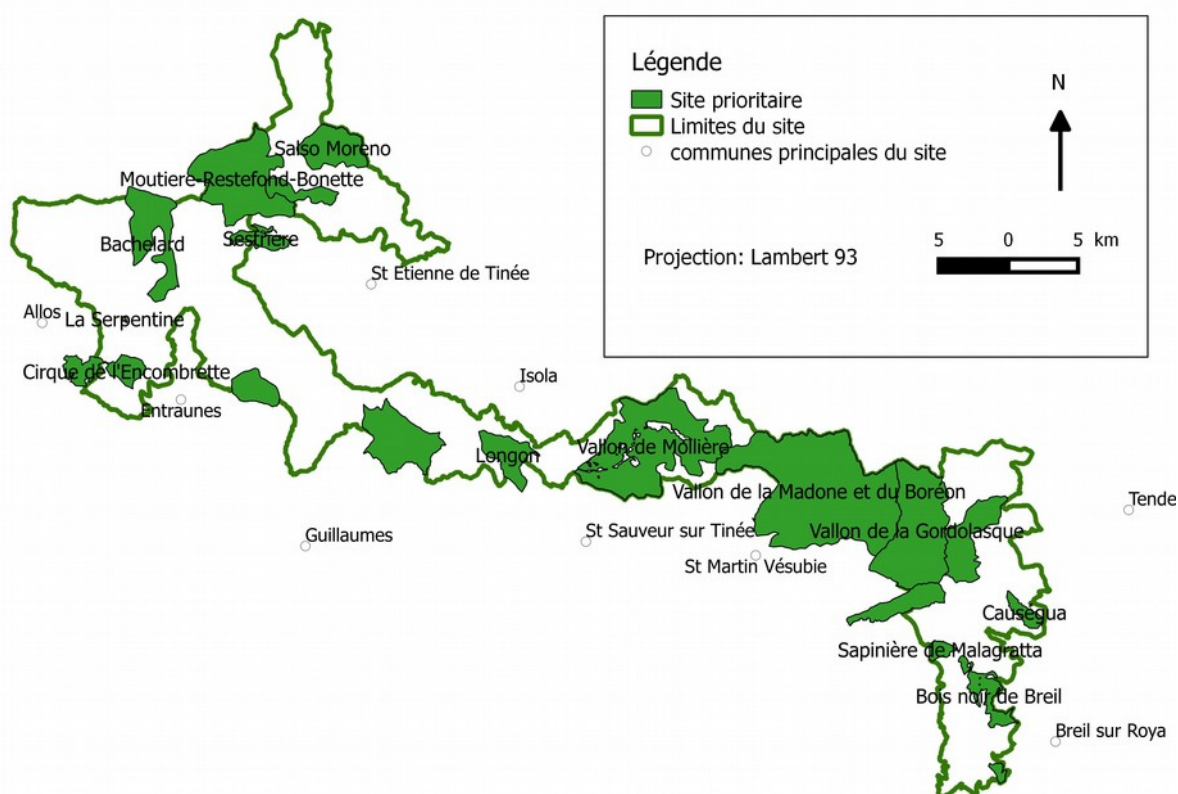 Légende
Site prioritaire
Limites du site
communes principales du site
N
Projection: Lambert 93
5 0 5 km
Salso Moreno
Moutière-Restefond-Bonette
Bachelard
Sestrière
St Etienne de Tinée
Allos
La Serpentine
Cirque de l'Encombrette
Entraunes
Isola
Longon
Vallon de Mollière
Vallon de la Madone et du Boréon
Tende
Guillaumes
St Sauveur sur Tinée
Vallon de la Gordolasque
St Martin Vésubie
Causegua
Sapinière de Malagratta
Bois noir de Breil
Breil sur Roya